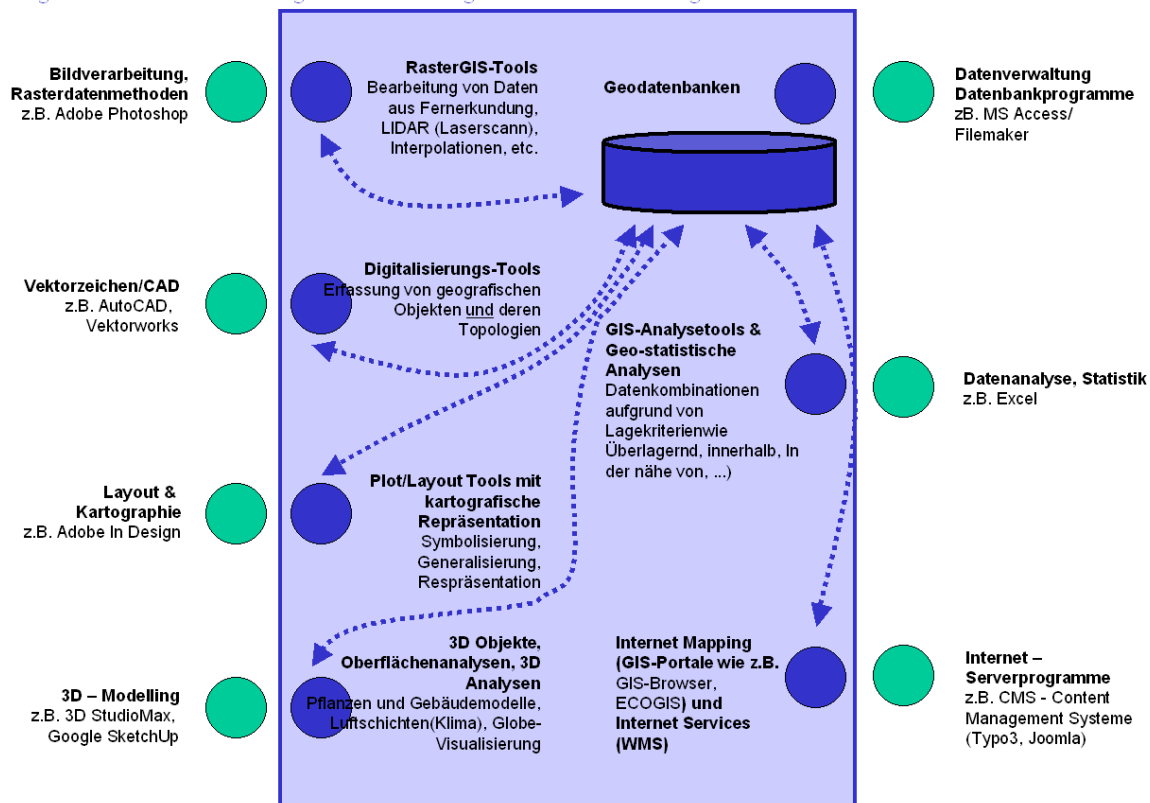 Bildverarbeitung,
Rasterdatenmethoden
z.B. Adobe Photoshop
RasterGIS-Tools
Bearbeitung von Daten
aus Fernerkundung,
LIDAR (Laserscann),
Interpolationen, etc.
Geodatenbanken
Datenverwaltung
Datenbankprogramme
zB. MS Access/
Filemaker
Vektorzeichen/CAD
z.B. AutoCAD,
Vektorworks
Digitalisierungs-Tools
Erfassung von geografischen
Objekten und deren
Topologien
GIS-Analysetools &
Geo-statistische
Analysen
Datenkombinationen
aufgrund von
Lagekriterienwie
Überlagernd, innerhalb, In
der nähe von, ...)
Datenanalyse, Statistik
z.B. Excel
Layout &
Kartographie
z.B. Adobe In Design
Plot/Layout Tools mit
kartografische
Repräsentation
Symbolisierung,
Generalisierung,
Respräsentation
3D – Modelling
z.B. 3D StudioMax,
Google SketchUp
3D Objekte,
Oberflächenanalysen, 3D
Analysen
Pflanzen und Gebäudemodelle,
Luftschichten(Klima), Globe-
Visualisierung
Internet Mapping
(GIS-Portale wie z.B.
GIS-Browser,
ECOGIS) und
Internet Services
(WMS)
Internet –
Serverprogramme
z.B. CMS - Content
Management Systeme
(Typo3, Joomla)